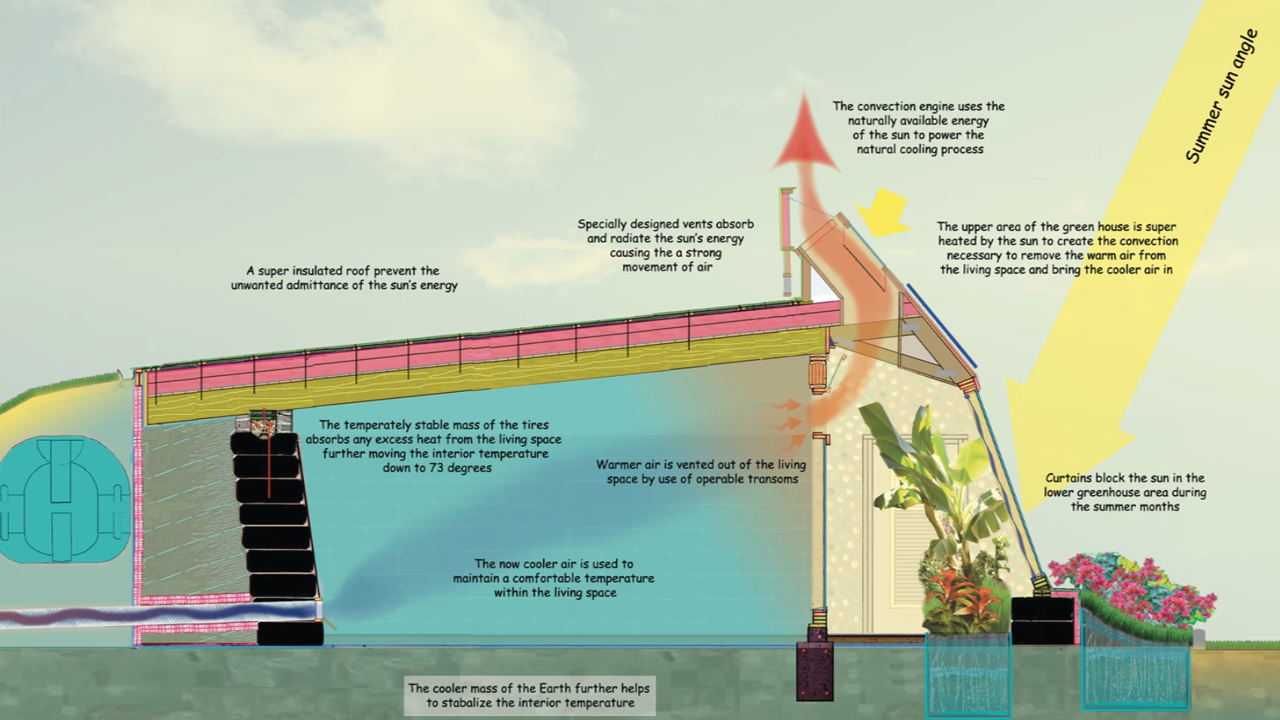 Summer sun angle
The convection engine uses the
naturally available energy
of the sun to power the
natural cooling process
Specially designed vents absorb
and radiate the sun's energy
causing the a strong
movement of air
The upper area of the green house is super
heated by the sun to create the convection
necessary to remove the warm air from
the living space and bring the cooler air in
A super insulated roof prevent the
unwanted admittance of the sun's energy
The temperately stable mass of the tires
absorbs any excess heat from the living space
further moving the interior temperature
down to 73 degrees
Warmer air is vented out of the living
space by use of operable transoms
Curtains block the sun in the
lower greenhouse area during
the summer months
The now cooler air is used to
maintain a comfortable temperature
within the living space
The cooler mass of the Earth further helps
to stabalize the interior temperature